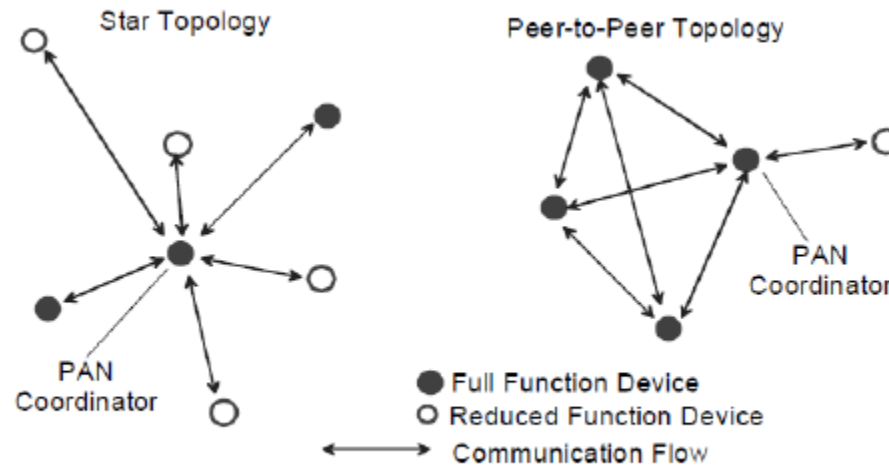 Star Topology
Peer-to-Peer Topology
PAN
Coordinator
PAN
Coordinator
Full Function Device
Reduced Function Device
Communication Flow